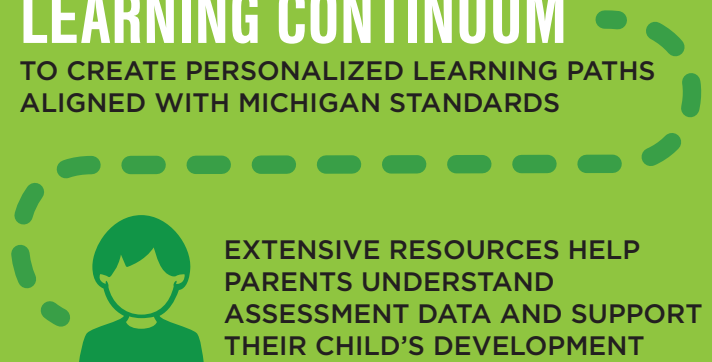 LEARNING CONTINUUM
TO CREATE PERSONALIZED LEARNING PATHS
ALIGNED WITH MICHIGAN STANDARDS
EXTENSIVE RESOURCES HELP
PARENTS UNDERSTAND
ASSESSMENT DATA AND SUPPORT
THEIR CHILD'S DEVELOPMENT